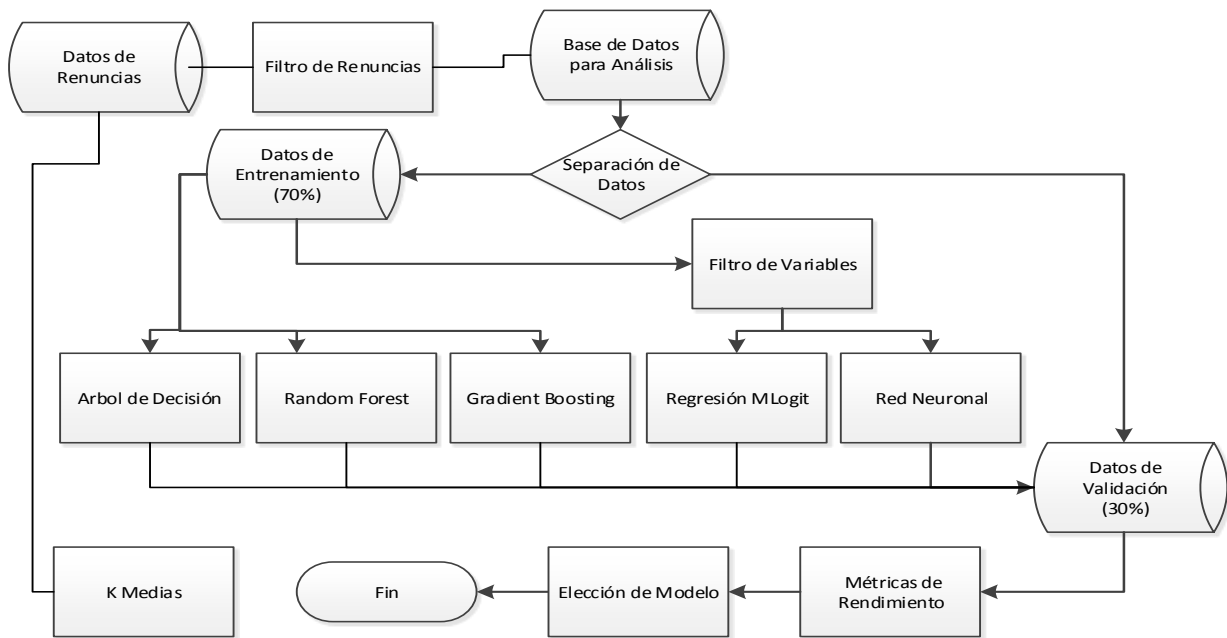 Datos de
Renuncias
Filtro de Renuncias
Base de Datos
para Análisis
Datos de
Entrenamiento
(70%)
Separación de
Datos
Filtro de Variables
Arbol de Decisión
Random Forest
Gradient Boosting
Regresión MLogit
Red Neuronal
Datos de
Validación
(30%)
K Medias
Fin
Elección de Modelo
Métricas de
Rendimiento